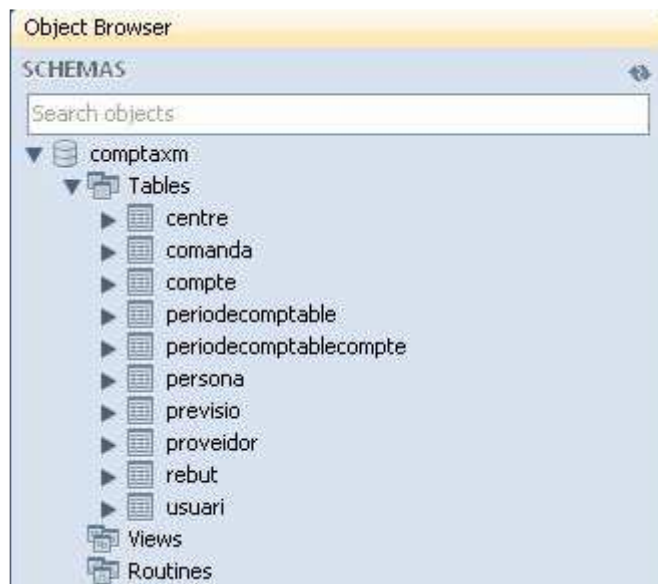 Object Browser
SCHEMAS
Search objects
comptaxm
Tables
centre
comanda
compte
periodecomptable
periodecomptablecompte
persona
previsio
proveidor
rebut
usuari
Views
Routines